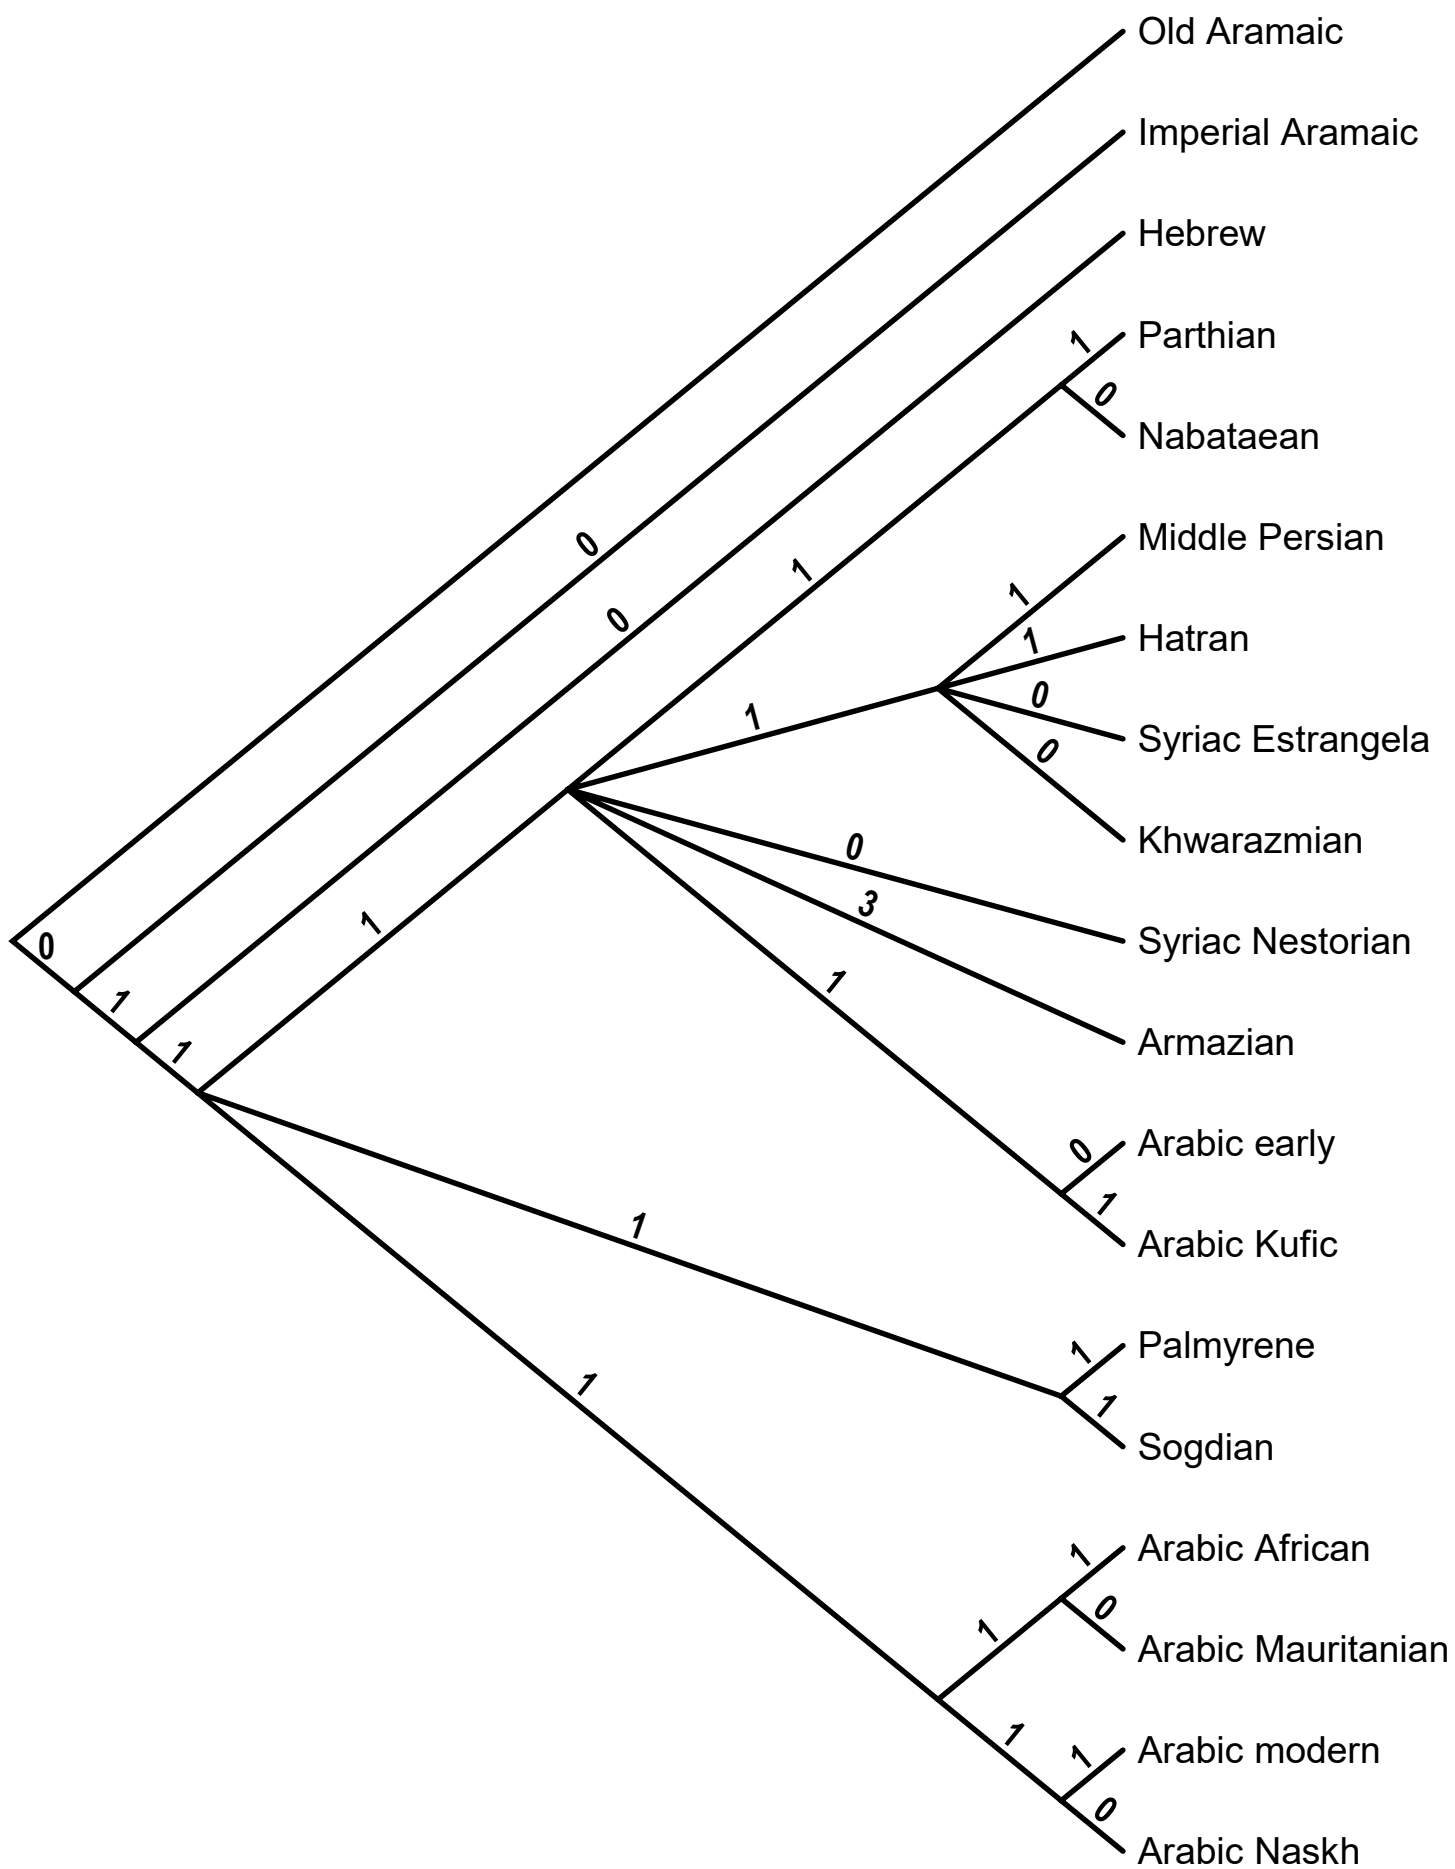 Old Aramaic
Imperial Aramaic
Hebrew
1 Parthian
0
Nabataean
0
Middle Persian
1
1
0
1 Hatran
0
1
Syriac Estrangela
0
Khwarazmian
0
3
1
0 Syriac Nestorian
1
1
1
Armazian
0 Arabic early
1
1
Arabic Kufic
1 Palmyrene
1
1
Sogdian
1 Arabic African
0
1
Arabic Mauritanian
1
1 Arabic modern
0
Arabic Naskh